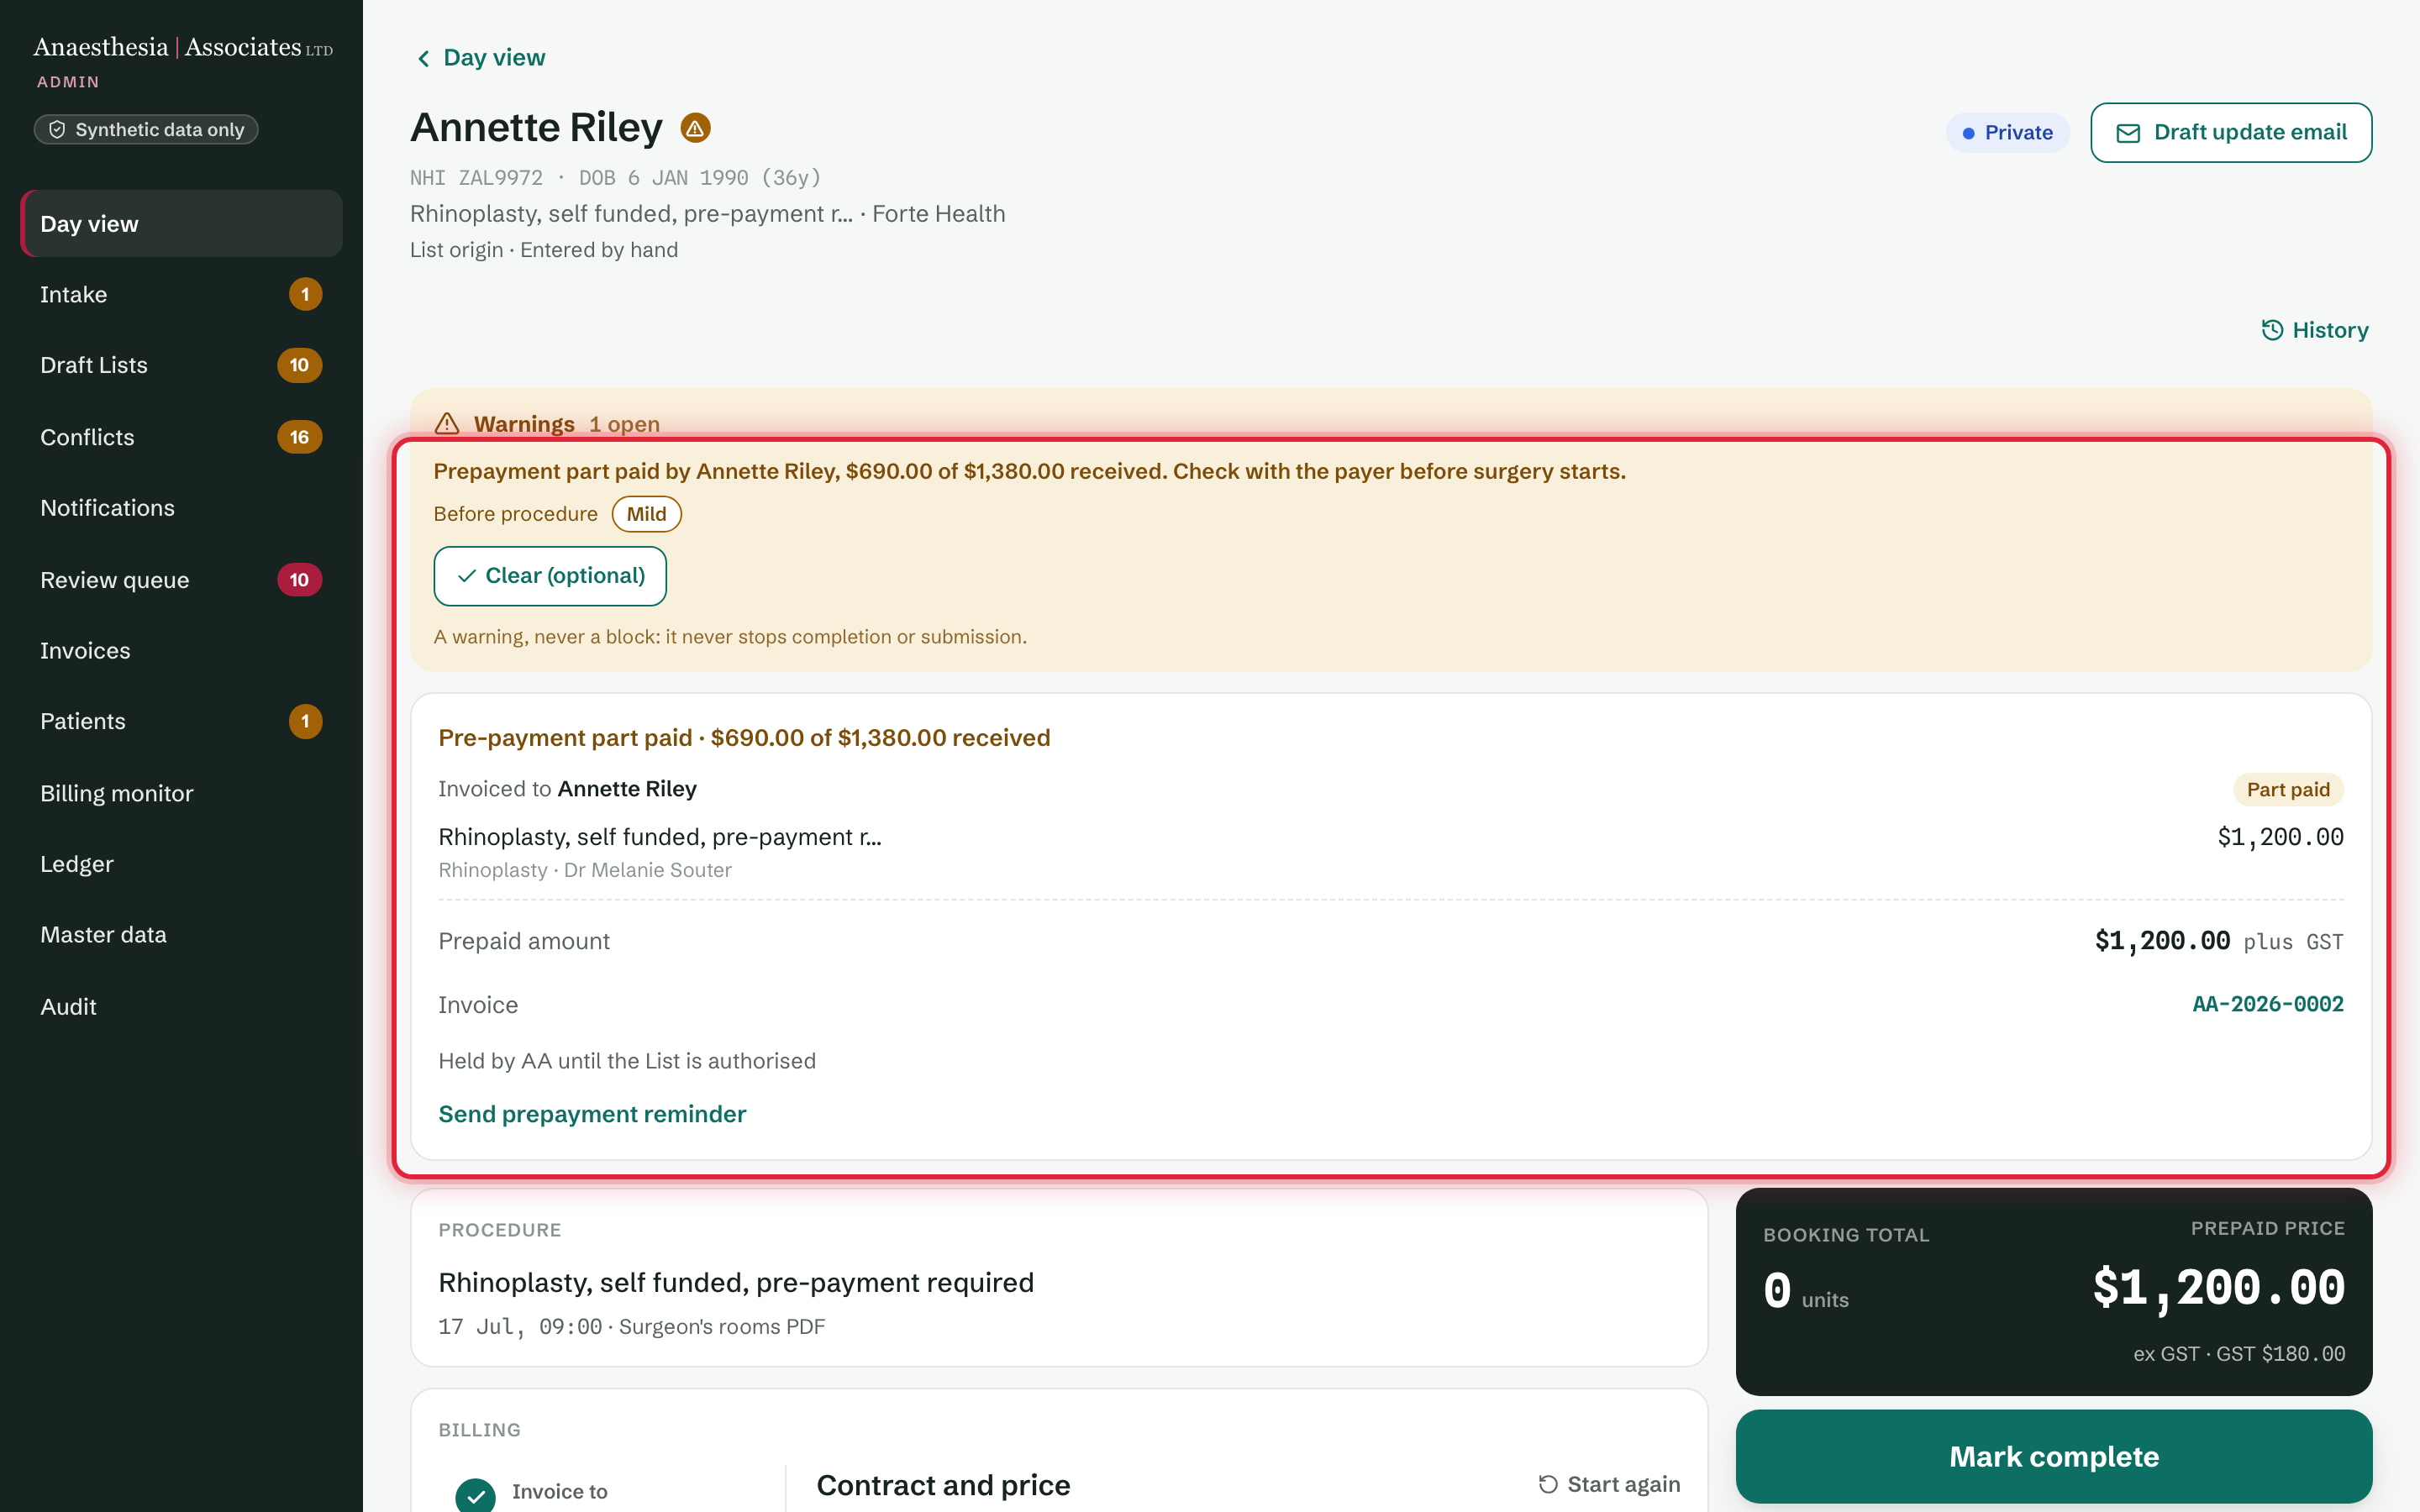 Anaesthesia | Associates LTD
ADMIN
Synthetic data only
Day view
Intake 1
Draft Lists 10
Conflicts 16
Notifications
Review queue 10
Invoices
Patients 1
Billing monitor
Ledger
Master data
Audit
Day view
Annette Riley
Private
Draft update email
NHI ZAL9972 · DOB 6 JAN 1990 (36y)
Rhinoplasty, self funded, pre-payment r... · Forte Health
List origin · Entered by hand
History
Warnings 1 open
Prepayment part paid by Annette Riley, $690.00 of $1,380.00 received. Check with the payer before surgery starts.
Before procedure Mild
Clear (optional)
A warning, never a block: it never stops completion or submission.
Pre-payment part paid · $690.00 of $1,380.00 received
Invoiced to Annette Riley Part paid
Rhinoplasty, self funded, pre-payment r... $1,200.00
Rhinoplasty · Dr Melanie Souter
Prepaid amount $1,200.00 plus GST
Invoice AA-2026-0002
Held by AA until the List is authorised
Send prepayment reminder
PROCEDURE
Rhinoplasty, self funded, pre-payment required
17 Jul, 09:00 · Surgeon's rooms PDF
BOOKING TOTAL PREPAID PRICE
0 units $1,200.00
ex GST · GST $180.00
Mark complete
BILLING
Invoice to
Contract and price
Start again